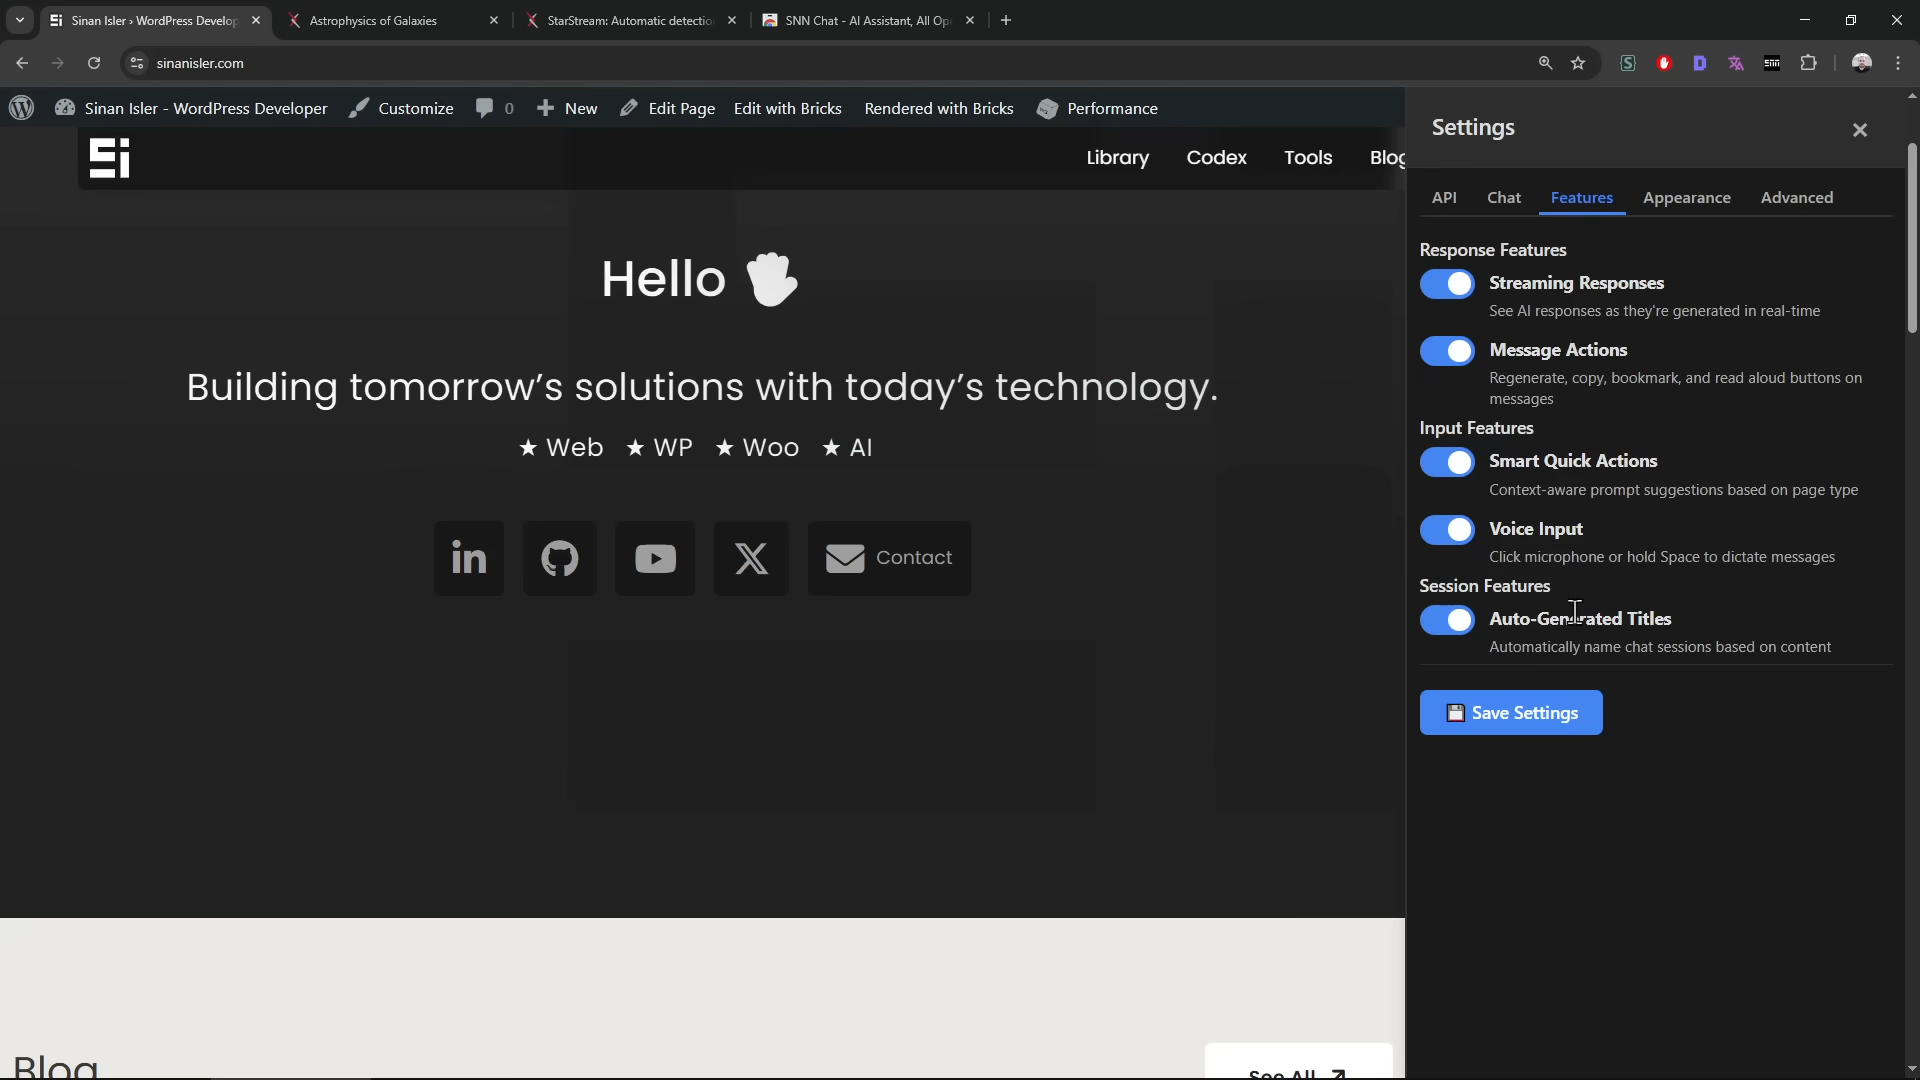 Sinan Isler › WordPress Develop
Astrophysics of Galaxies
StarStream: Automatic detectio
SNN Chat - AI Assistant, All Op
sinanisler.com
Sinan Isler - WordPress Developer
Customize
0
New
Edit Page
Edit with Bricks
Rendered with Bricks
Performance
Si
Library
Codex
Tools
Blog
Hello
Building tomorrow’s solutions with today’s technology.
★ Web ★ WP ★ Woo ★ AI
in
Contact
Blog
See All
Settings
API
Chat
Features
Appearance
Advanced
Response Features
Streaming Responses
See AI responses as they're generated in real-time
Message Actions
Regenerate, copy, bookmark, and read aloud buttons on
messages
Input Features
Smart Quick Actions
Context-aware prompt suggestions based on page type
Voice Input
Click microphone or hold Space to dictate messages
Session Features
Auto-Generated Titles
Automatically name chat sessions based on content
Save Settings